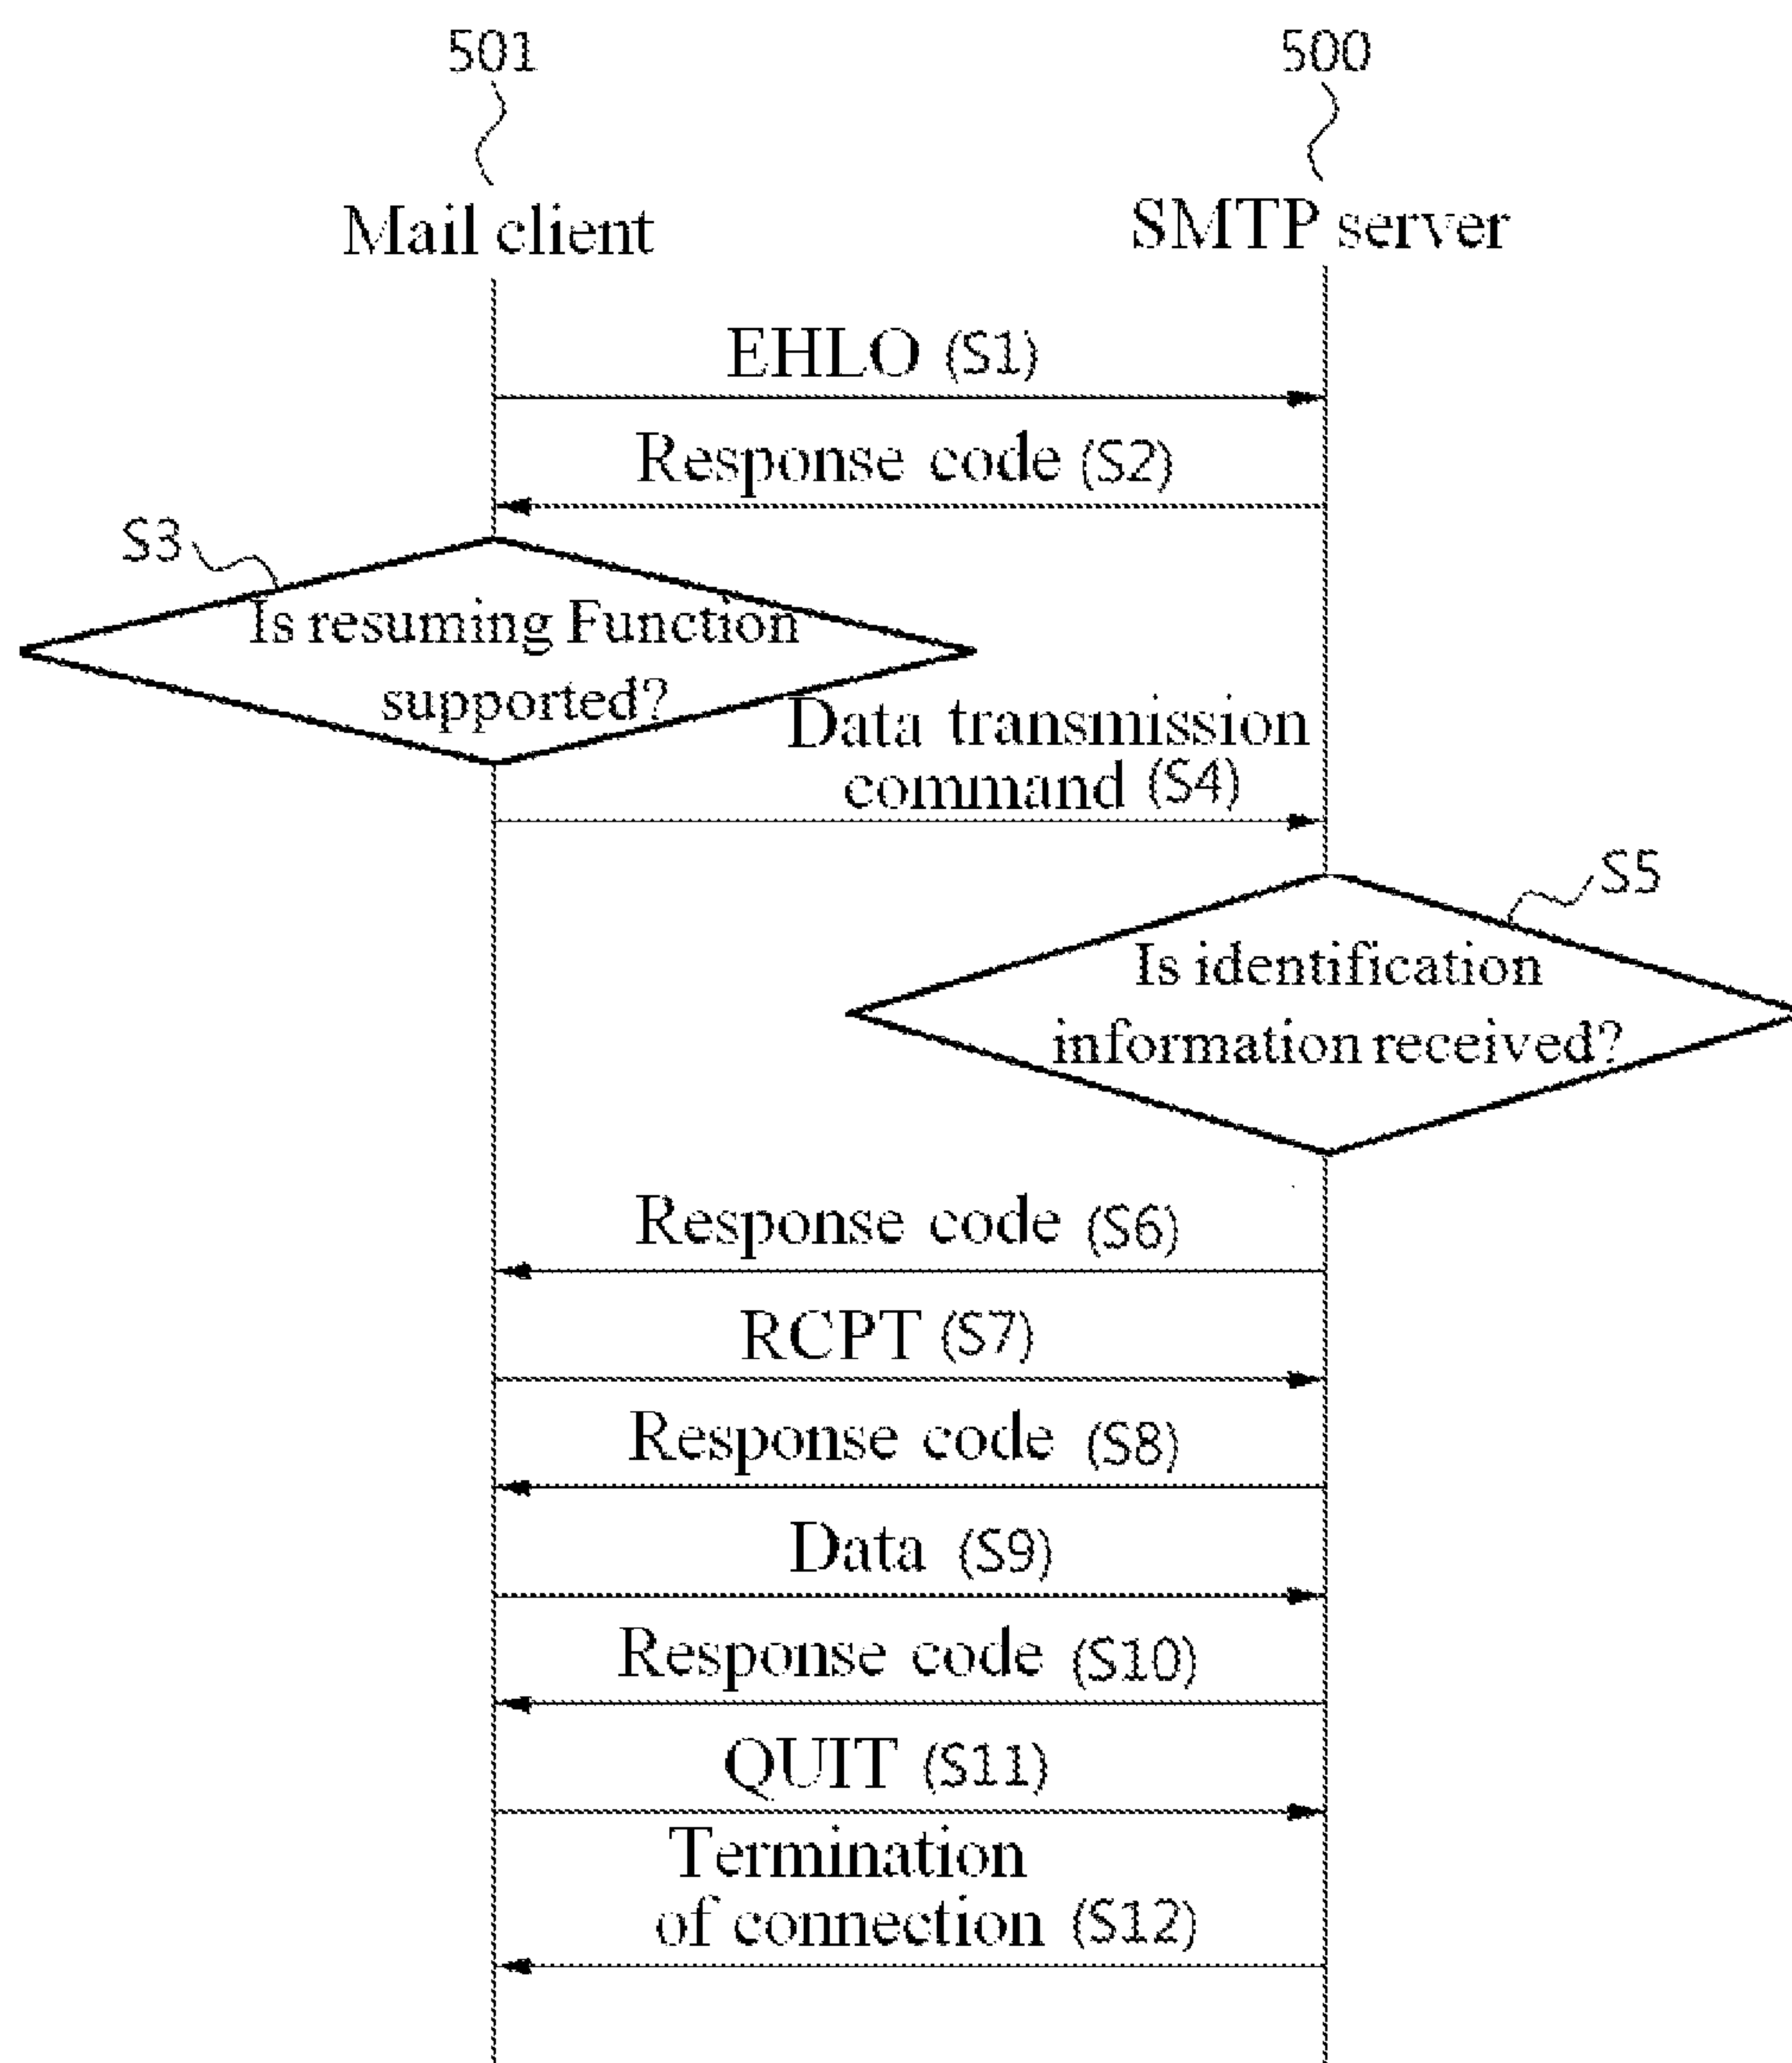 501
500
Mail client
SMTP server
EHLO (S1)
Response code (S2)
S3
Is resuming Function
supported?
Data transmission
command (S4)
S5
Is identification
information received?
Response code (S6)
RCPT (S7)
Response code (S8)
Data (S9)
Response code (S10)
QUIT (S11)
Termination
of connection (S12)